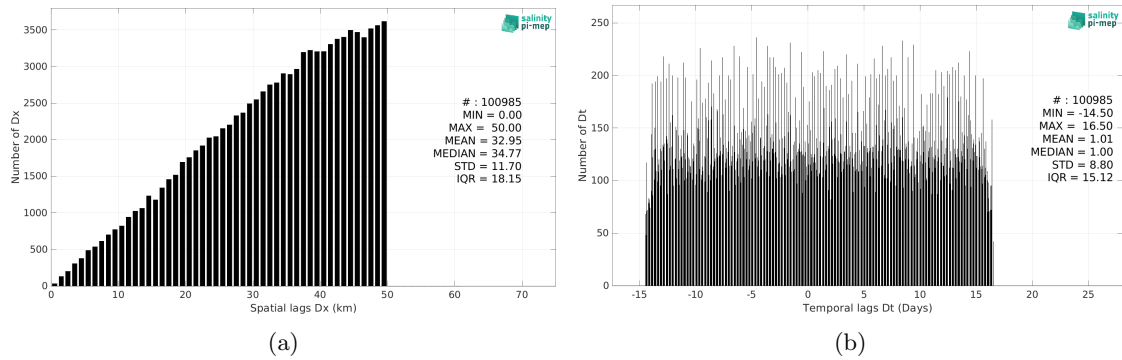 salinity
pi-mep
3500
3000
2500
2000
1500
1000
500
0
Number of Dx
# : 100985
MIN = 0.00
MAX = 50.00
MEAN = 32.95
MEDIAN = 34.77
STD = 11.70
IQR = 18.15
0 10 20 30 40 50 60 70
Spatial lags Dx (km)
(a)
salinity
pi-mep
250
200
150
100
50
0
Number of Dt
# : 100985
MIN = -14.50
MAX = 16.50
MEAN = 1.01
MEDIAN = 1.00
STD = 8.80
IQR = 15.12
-15 -10 -5 0 5 10 15 20 25
Temporal lags Dt (Days)
(b)